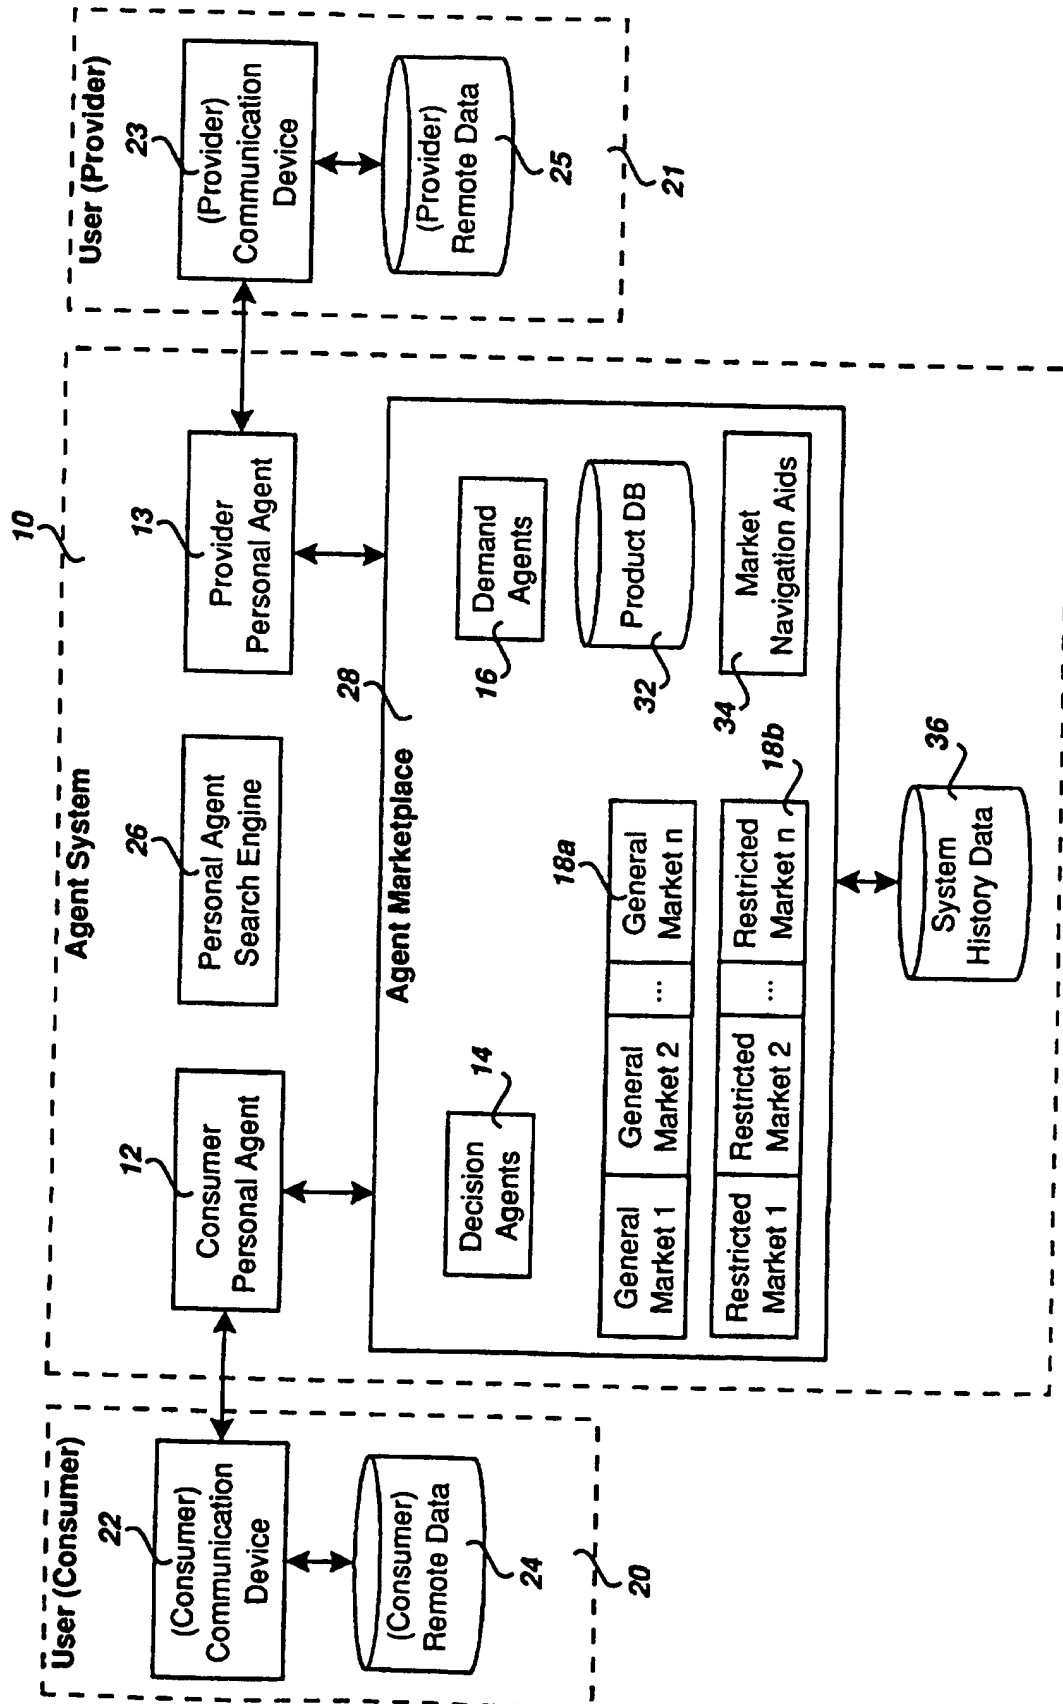 User (Consumer)
22
(Consumer)
Communication
Device
(Consumer)
Remote Data
24
20
10
Agent System
12
Consumer
Personal Agent
26
Personal Agent
Search Engine
13
Provider
Personal Agent
28
Agent Marketplace
14
Decision
Agents
Demand
Agents
16
18a
General
Market 1
General
Market 2
...
General
Market n
Product DB
32
Restricted
Market 1
Restricted
Market 2
...
Restricted
Market n
18b
Market
Navigation Aids
34
System
History Data
36
User (Provider)
23
(Provider)
Communication
Device
(Provider)
Remote Data
25
21